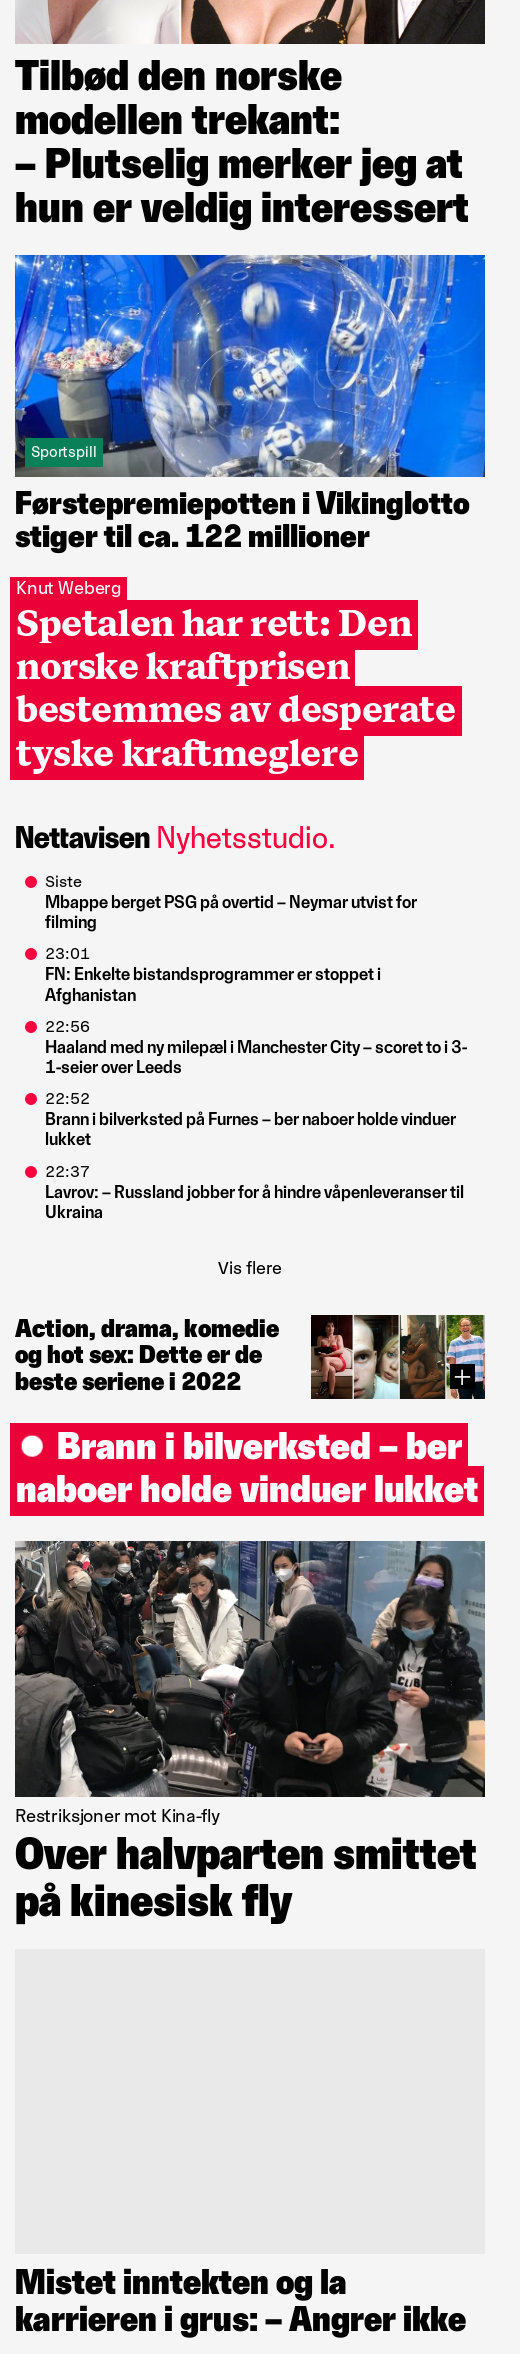 Tilbød den norske
modellen trekant:
– Plutselig merker jeg at
hun er veldig interessert
Sportspill
Førstepremiepotten i Vikinglotto
stiger til ca. 122 millioner
Knut Weberg
Spetalen har rett: Den
norske kraftprisen
bestemmes av desperate
tyske kraftmeglere
Nettavisen Nyhetsstudio.
Siste
Mbappe berget PSG på overtid – Neymar utvist for
filming
23:01
FN: Enkelte bistandsprogrammer er stoppet i
Afghanistan
22:56
Haaland med ny milepæl i Manchester City – scoret to i 3-
1-seier over Leeds
22:52
Brann i bilverksted på Furnes – ber naboer holde vinduer
lukket
22:37
Lavrov: – Russland jobber for å hindre våpenleveranser til
Ukraina
Vis flere
Action, drama, komedie
og hot sex: Dette er de
beste seriene i 2022
Brann i bilverksted – ber
naboer holde vinduer lukket
Restriksjoner mot Kina-fly
Over halvparten smittet
på kinesisk fly
Mistet inntekten og la
karrieren i grus: – Angrer ikke